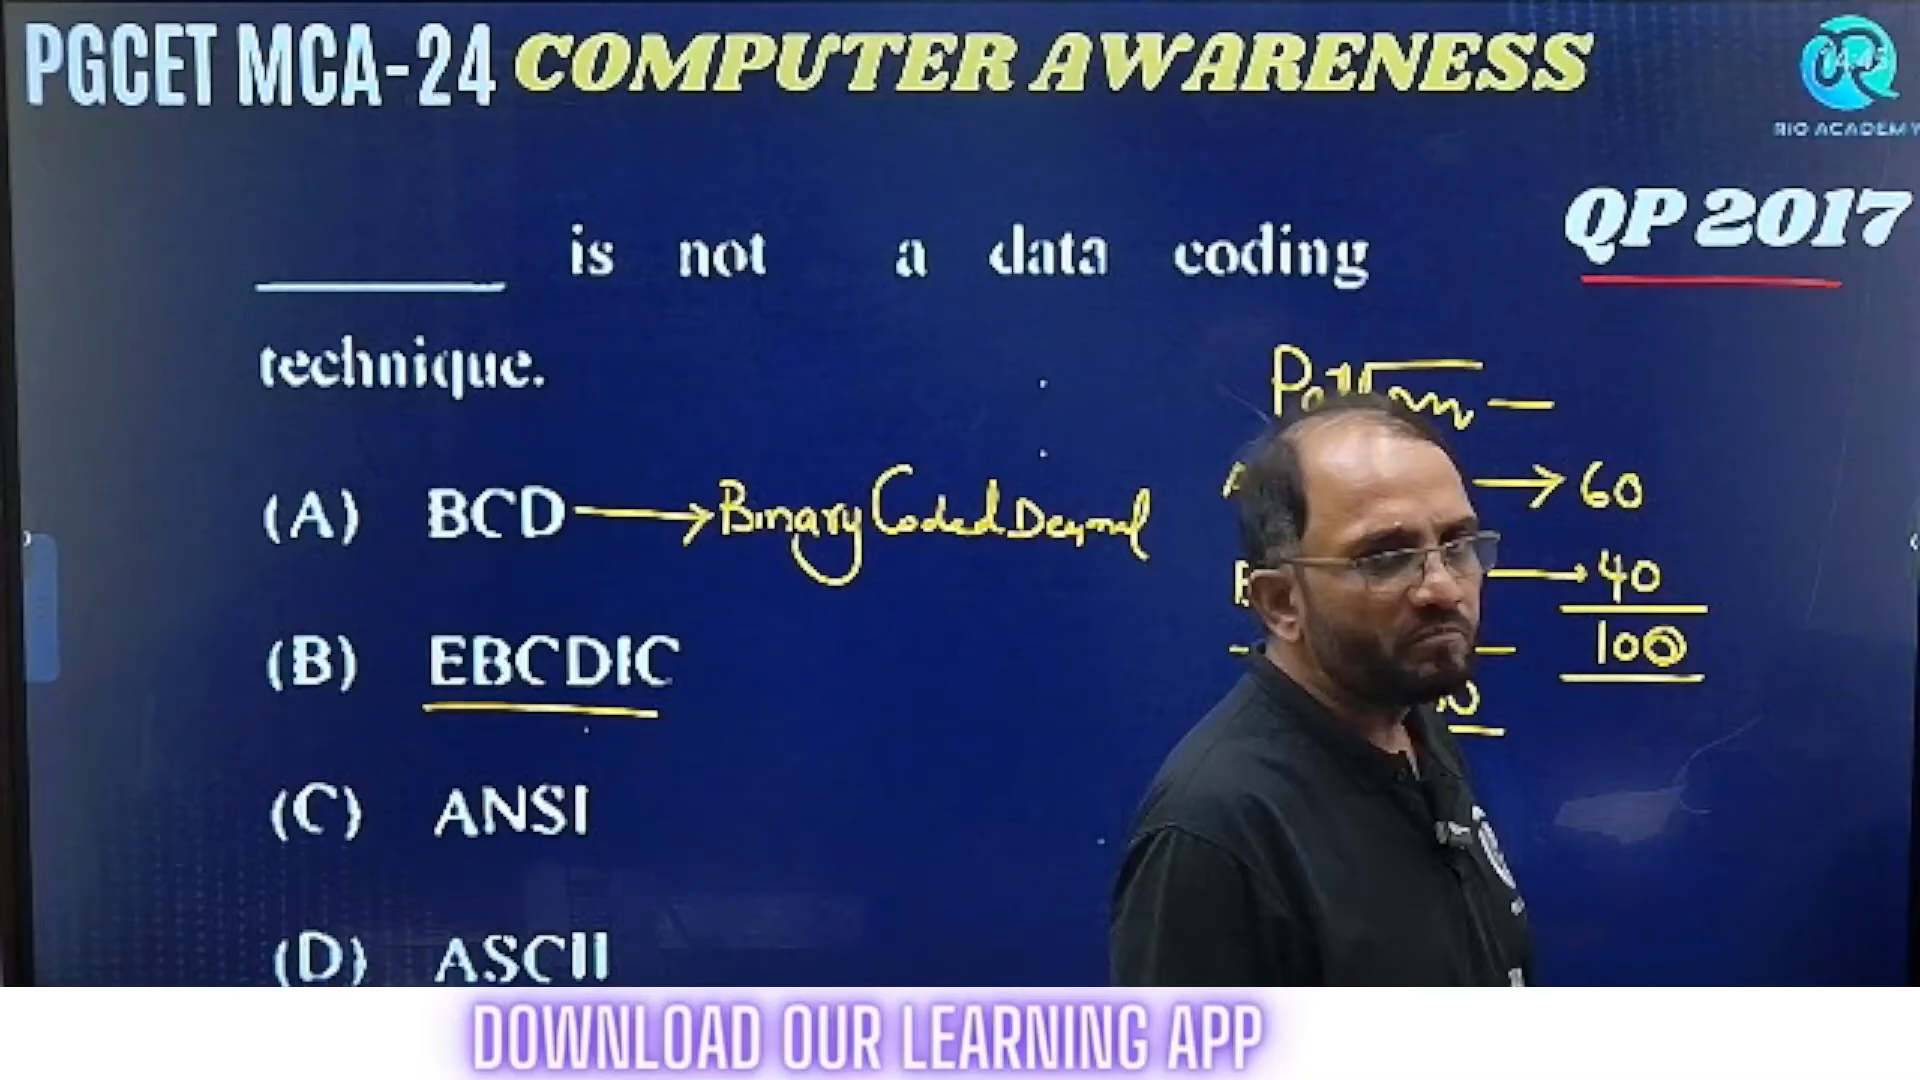 PGCET MCA-24 COMPUTER AWARENESS
RIO ACADEMY
QP 2017
is not a data coding
technique.
(A) BCD → Binary Coded Decimal
→ 60
(B) EBCDIC
→ 40
100
(C) ANSI
(D) ASCII
DOWNLOAD OUR LEARNING APP